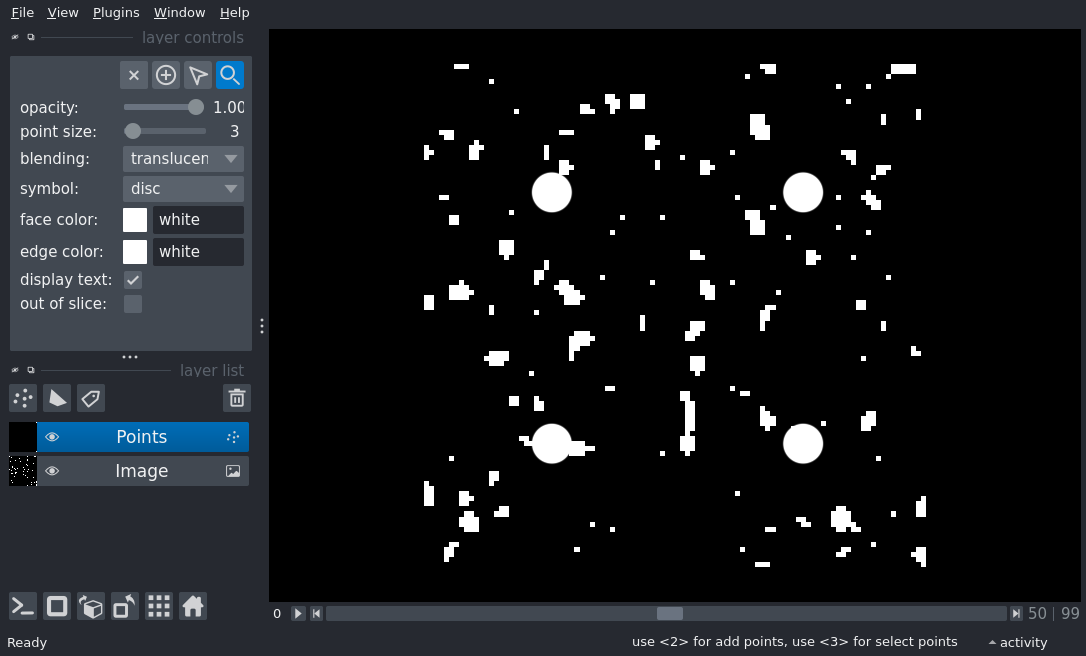 File View Plugins Window Help
layer controls
opacity: 1.00
point size: 3
blending: translucen
symbol: disc
face color: white
edge color: white
display text:
out of slice:
layer list
Points
Image
0 50 | 99
Ready use <2> for add points, use <3> for select points activity